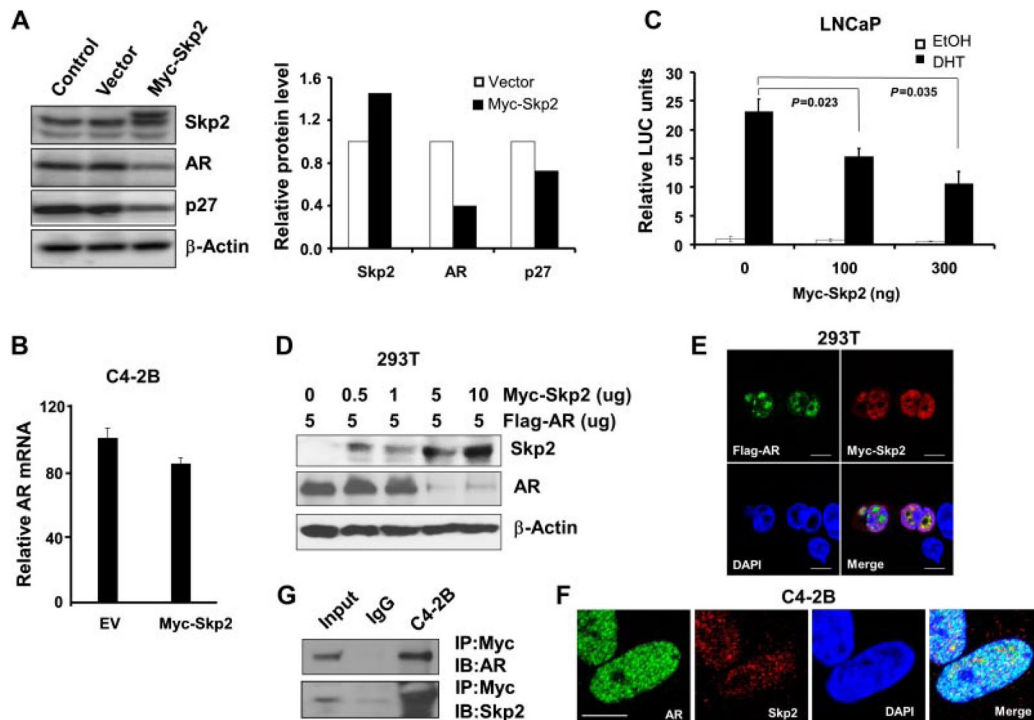 A
Control
Vector
Myc-Skp2
Skp2
AR
p27
β-Actin
Relative protein level
1.6
1.2
0.8
0.4
0.0
Vector
Myc-Skp2
Skp2 AR p27
C
LNCaP
EtOH
DHT
P=0.023
P=0.035
Relative LUC units
30
25
20
15
10
5
0
0 100 300
Myc-Skp2 (ng)
B
C4-2B
Relative AR mRNA
120
80
40
0
EV Myc-Skp2
D
293T
0 0.5 1 5 10 Myc-Skp2 (ug)
5 5 5 5 5 Flag-AR (ug)
Skp2
AR
β-Actin
E
293T
Flag-AR
Myc-Skp2
DAPI
Merge
G
Input
IgG
C4-2B
IP:Myc
IB:AR
IP:Myc
IB:Skp2
C4-2B
F
AR
Skp2
DAPI
Merge